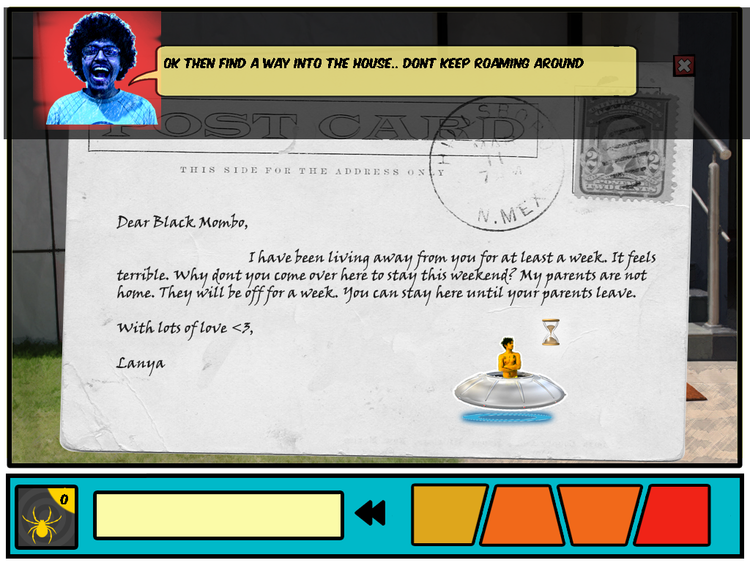 OK THEN FIND A WAY INTO THE HOUSE.. DONT KEEP ROAMING AROUND
POST CARD
THIS SIDE FOR THE ADDRESS ONLY
N.MEX
2
2
Dear Black Mombo,
I have been living away from you for at least a week. It feels
terrible. Why dont you come over here to stay this weekend? My parents are not
home. They will be off for a week. You can stay here until your parents leave.
With lots of love <3,
Lanya
0